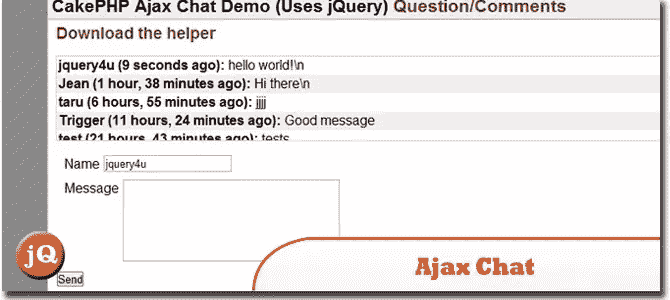 CakePHP Ajax Chat Demo (Uses jQuery) Question/Comments
Download the helper
jquery4u (9 seconds ago): hello world!\n
Jean (1 hour, 38 minutes ago): Hi there\n
taru (6 hours, 55 minutes ago): jjjj
Trigger (11 hours, 24 minutes ago): Good message
test (21 hours, 43 minutes ago): tests
Name jquery4u
Message
jQ
Send
Ajax Chat